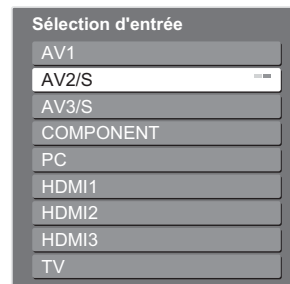 Sélection d'entrée
AV1
AV2/S
AV3/S
COMPONENT
PC
HDMI1
HDMI2
HDMI3
TV